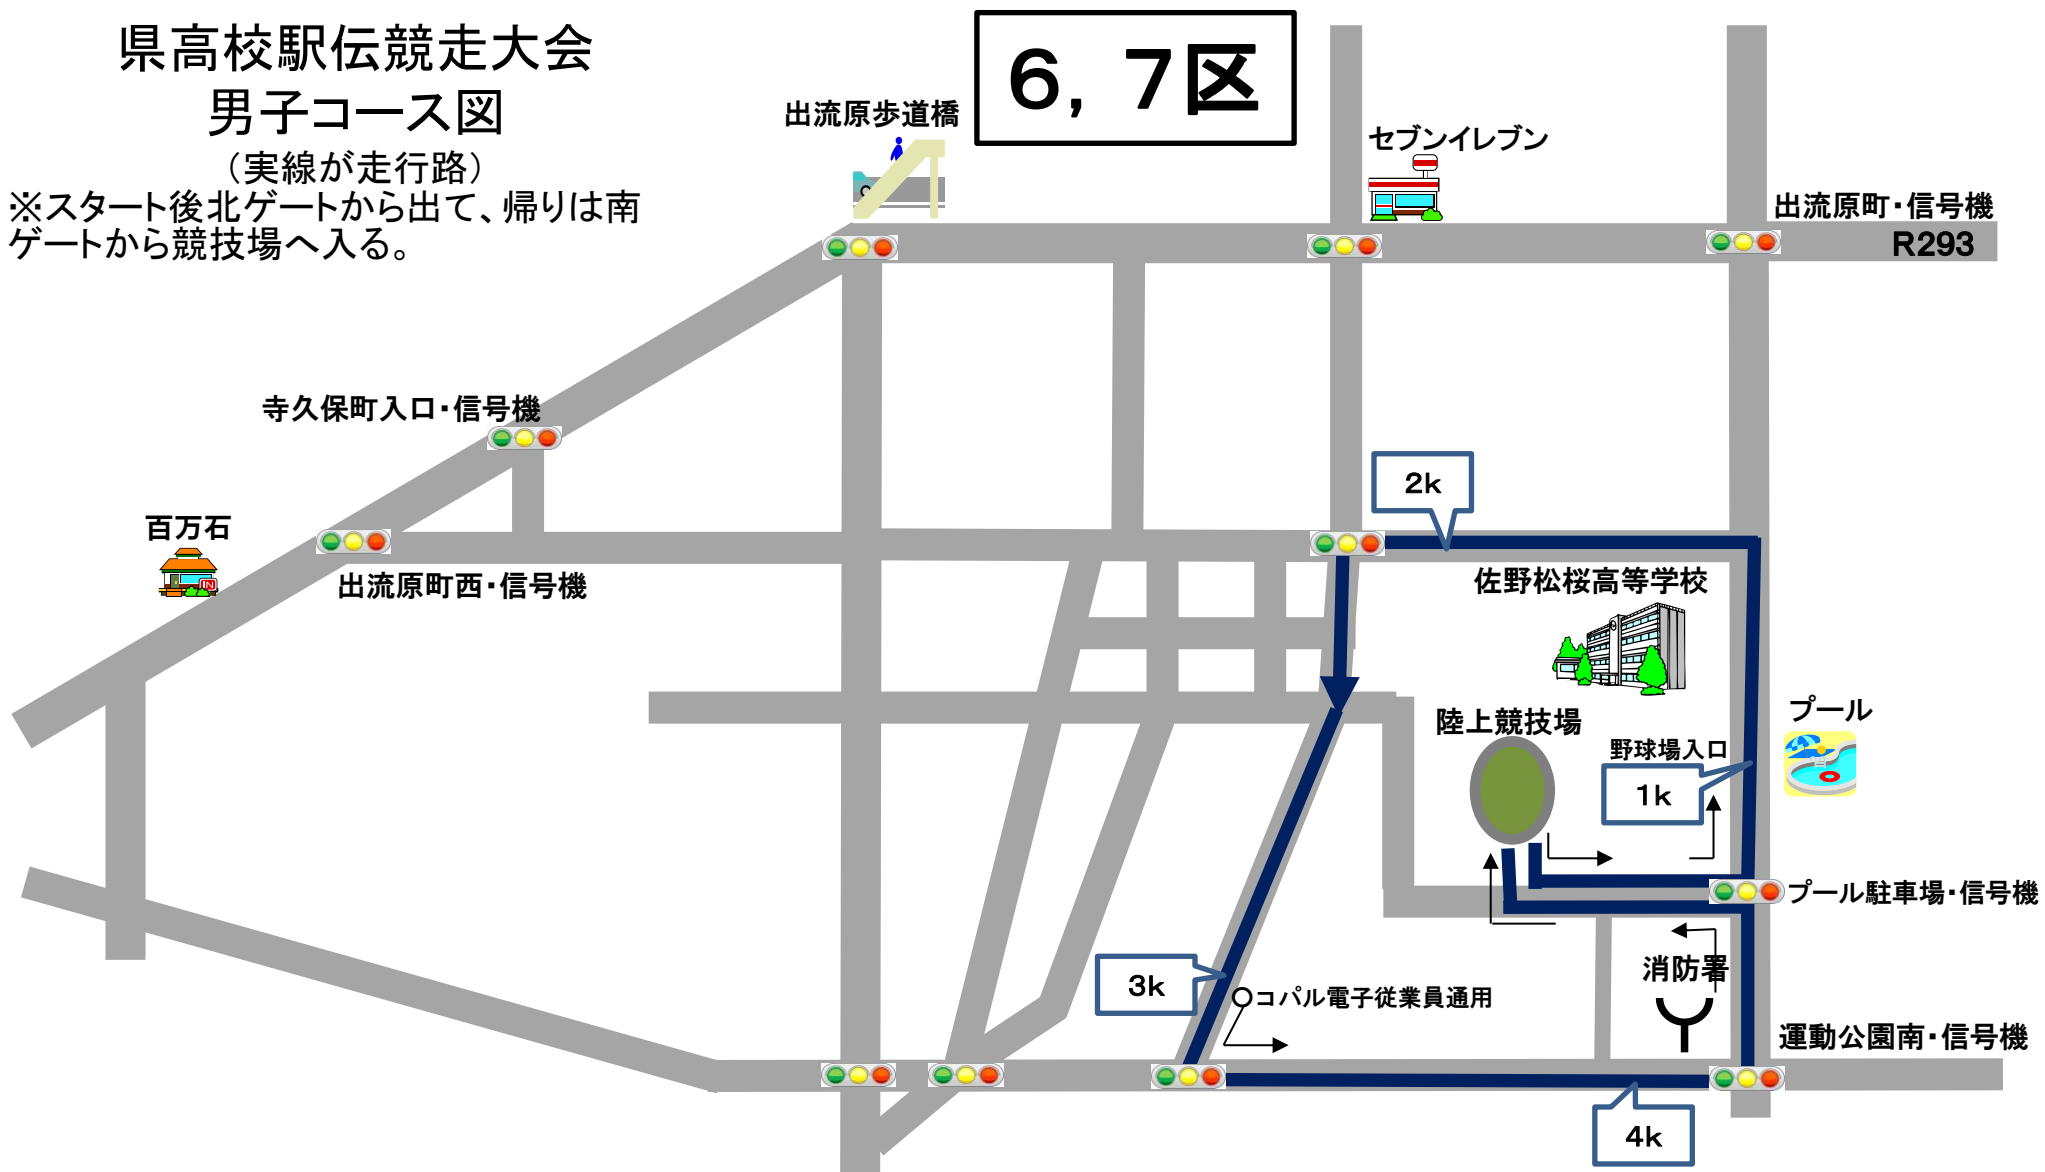 県高校駅伝競走大会
男子コース図
（実線が走行路）
※スタート後北ゲートから出て、帰りは南
ゲートから競技場へ入る。
6，7区
出流原歩道橋
セブンイレブン
出流原町・信号機
R293
寺久保町入口・信号機
2k
百万石
出流原町西・信号機
佐野松桜高等学校
プール
陸上競技場
野球場入口
1k
プール駐車場・信号機
消防署
3k
コパル電子従業員通用
運動公園南・信号機
4k